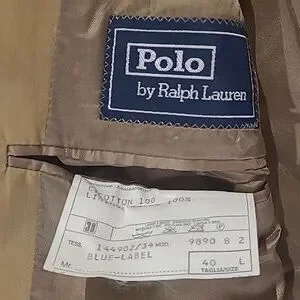 Polo
by Ralph Lauren
COTTON 100 100%
TESS. 144902/34 MOD. 9890 8 2
BLUE-LABEL
40 L
TAGLIA/SIZE